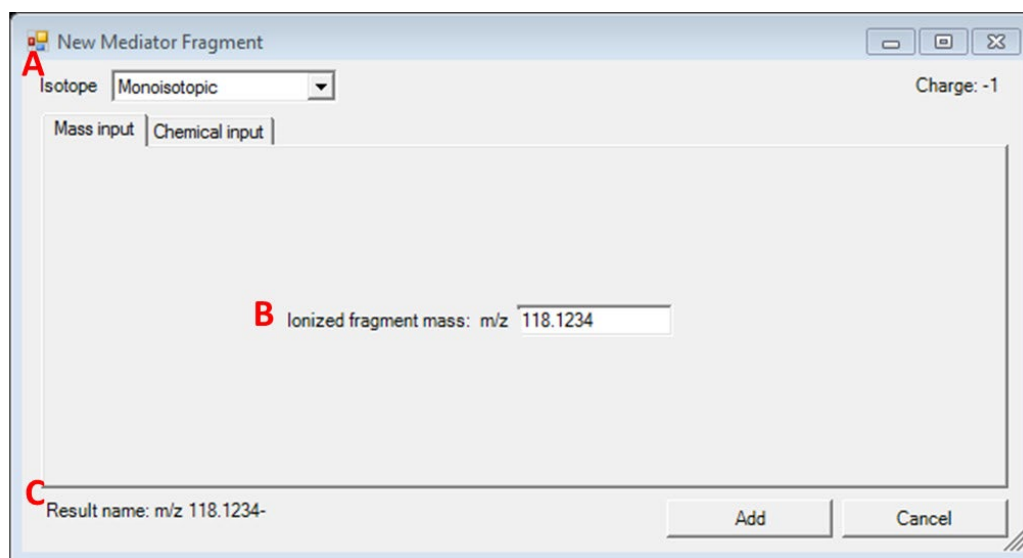 New Mediator Fragment
A
Isotope Monoisotopic Charge: -1
Mass input Chemical input
B Ionized fragment mass: m/z 118.1234
C
Result name: m/z 118.1234-
Add Cancel